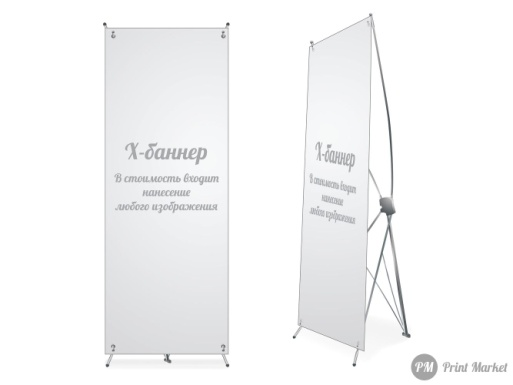 X-баннер
В стоимость входит
нанесение
любого изображения
X-баннер
В стоимость входит
нанесение
любого изображения
PM Print Market